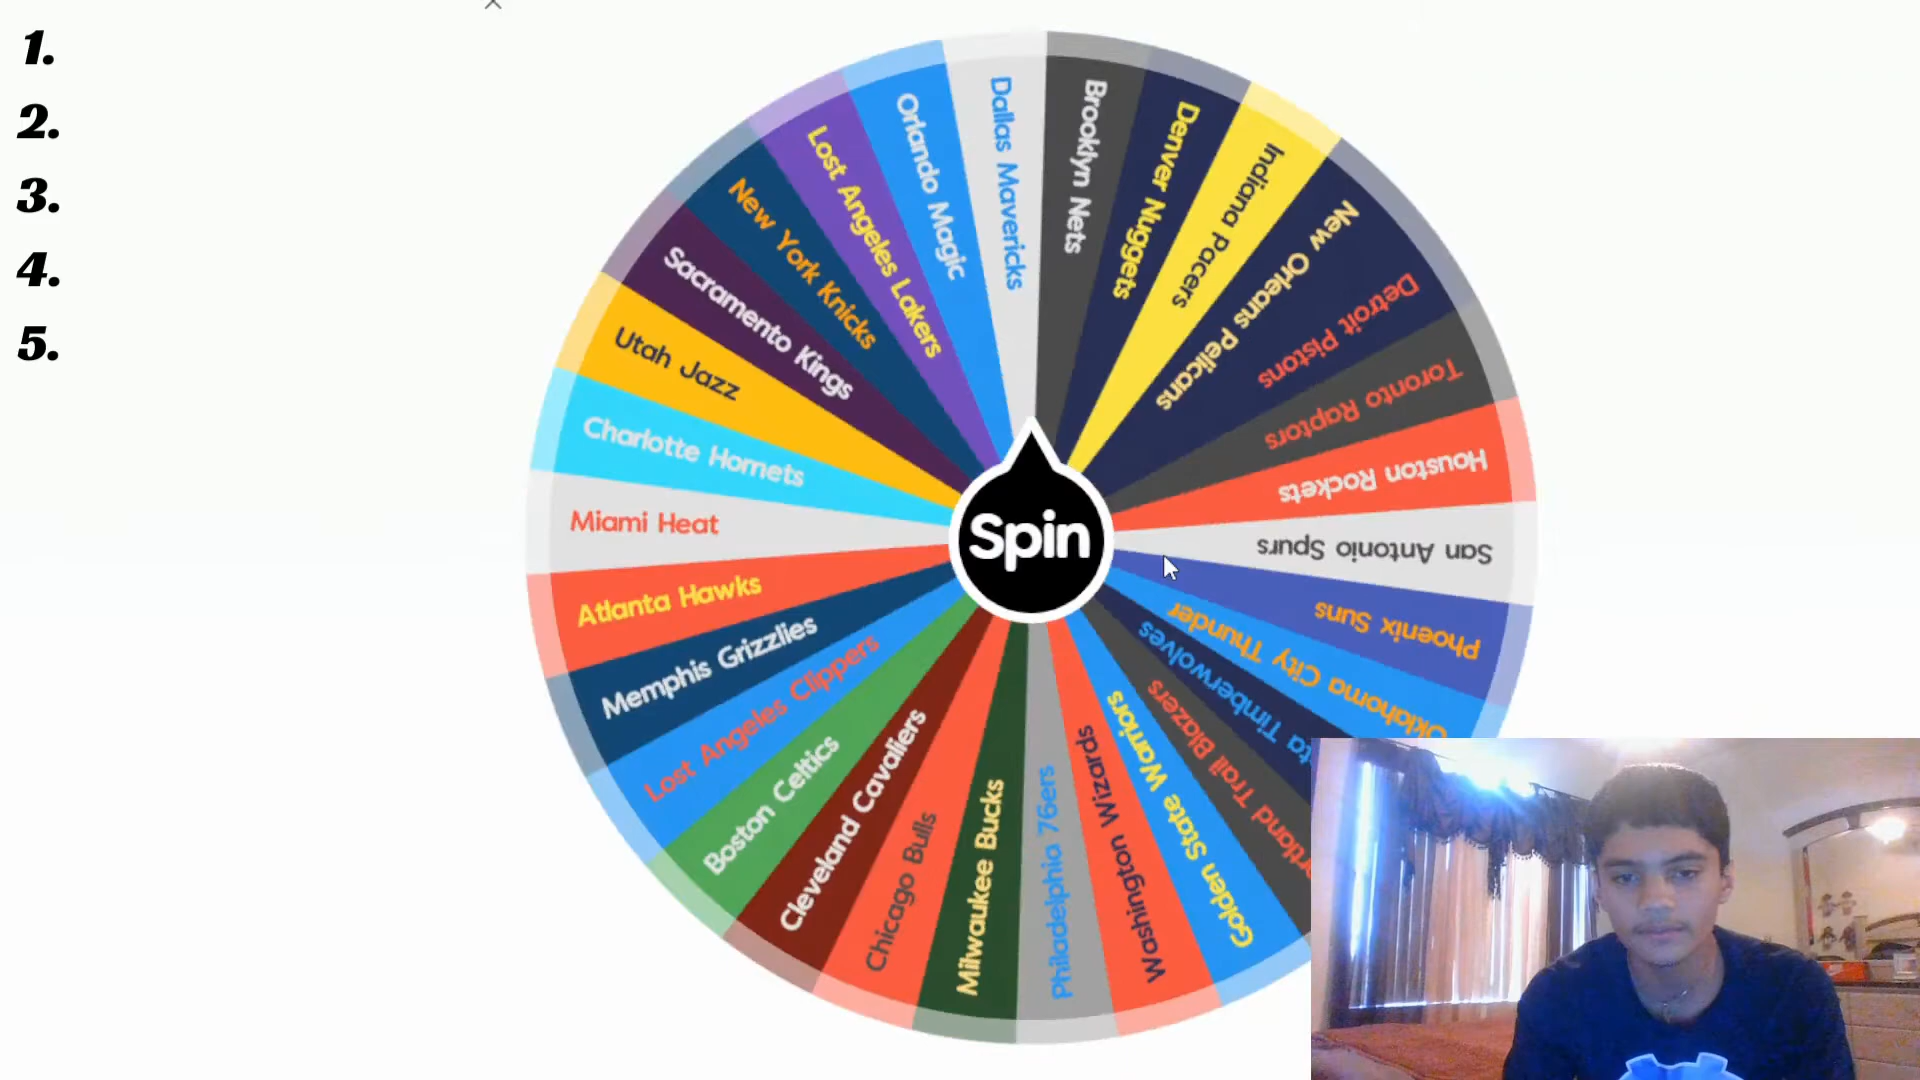 1.
2.
3.
4.
5.
Dallas Mavericks
Brooklyn Nets
Denver Nuggets
Indiana Pacers
New Orleans Pelicans
Detroit Pistons
Toronto Raptors
Houston Rockets
San Antonio Spurs
Phoenix Suns
Oklahoma City Thunder
Timberwolves
Trail Blazers
Golden State Warriors
Washington Wizards
Philadelphia 76ers
Milwaukee Bucks
Chicago Bulls
Cleveland Cavaliers
Boston Celtics
Lost Angeles Clippers
Memphis Grizzlies
Atlanta Hawks
Miami Heat
Charlotte Hornets
Utah Jazz
Sacramento Kings
New York Knicks
Lost Angeles Lakers
Orlando Magic
Spin